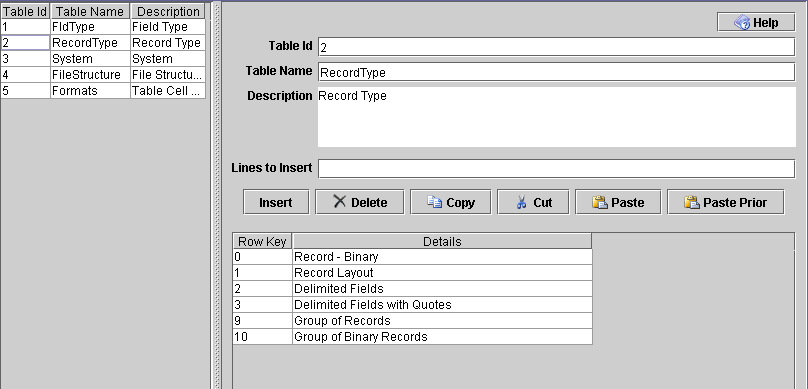 Table Id Table Name Description
1 FldType Field Type
2 RecordType Record Type
3 System System
4 FileStructure File Structu...
5 Formats Table Cell ...
Help
Table Id 2
Table Name RecordType
Description Record Type
Lines to Insert
Insert Delete Copy Cut Paste Paste Prior
Row Key Details
0 Record - Binary
1 Record Layout
2 Delimited Fields
3 Delimited Fields with Quotes
9 Group of Records
10 Group of Binary Records